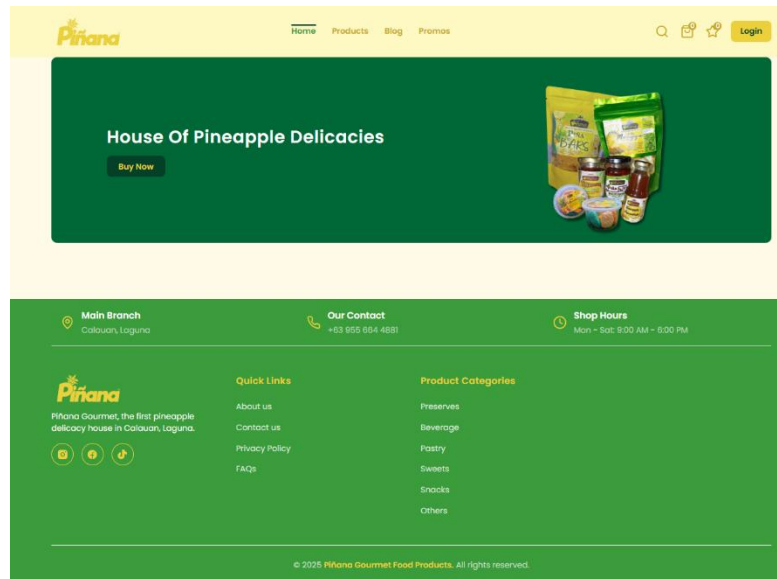 Piñana
Home Products Blog Promos
0 0 Login
House Of Pineapple Delicacies
Buy Now
BARS
Main Branch
Calauan, Laguna
Our Contact
+63 955 664 4881
Shop Hours
Mon - Sat: 9:00 AM - 6:00 PM
Piñana
Piñana Gourmet, the first pineapple
delicacy house in Calauan, Laguna.
Quick Links
About us
Contact us
Privacy Policy
FAQs
Product Categories
Preserves
Beverage
Pastry
Sweets
Snacks
Others
© 2025 Piñana Gourmet Food Products. All rights reserved.